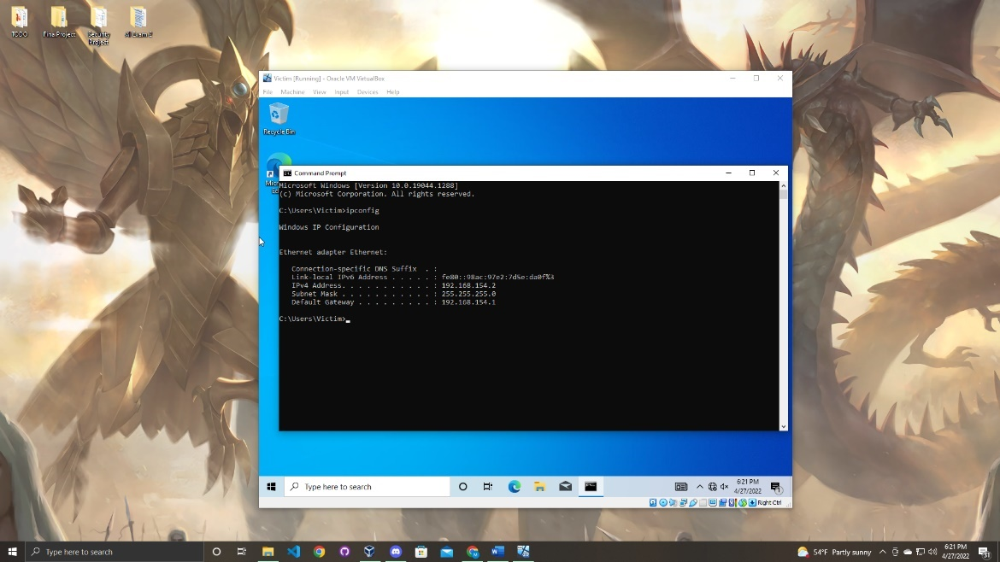 TODO
Fina Project
Security
Project
AI Exam 2
Victim [Running] - Oracle VM VirtualBox
File Machine View Input Devices Help
Recycle Bin
Command Prompt
Microsoft Windows [Version 10.0.19044.1288]
(c) Microsoft Corporation. All rights reserved.
C:\Users\Victim>ipconfig
Windows IP Configuration
Ethernet adapter Ethernet:
Connection-specific DNS Suffix . :
Link-local IPv6 Address . . . . . : fe80::98ac:97e2:7d5e:da0f%3
IPv4 Address. . . . . . . . . . . : 192.168.154.2
Subnet Mask . . . . . . . . . . . : 255.255.255.0
Default Gateway . . . . . . . . . : 192.168.154.1
C:\Users\Victim>
Type here to search
6:21 PM
4/27/2022
Right Ctrl
Type here to search
54°F Partly sunny
6:21 PM
4/27/2022
31